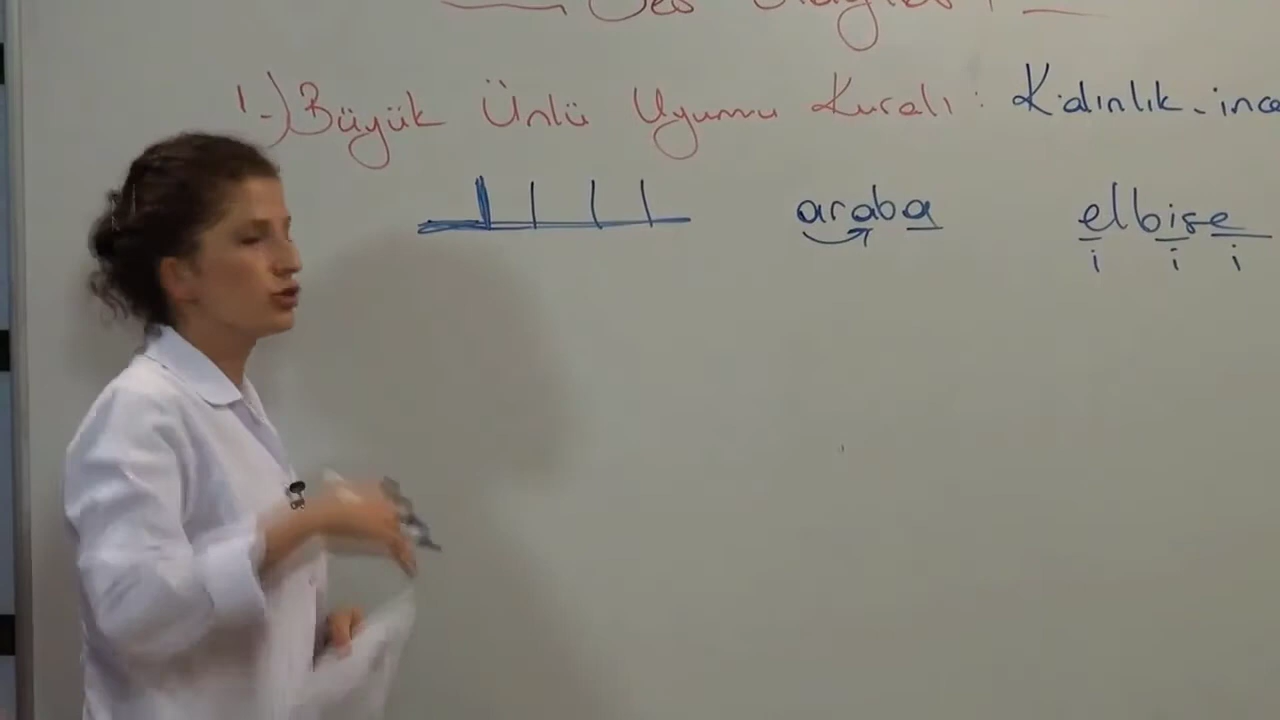 1-) Büyük Ünlü Uyumu Kuralı : Kalınlık - ince
araba elbise
i i i